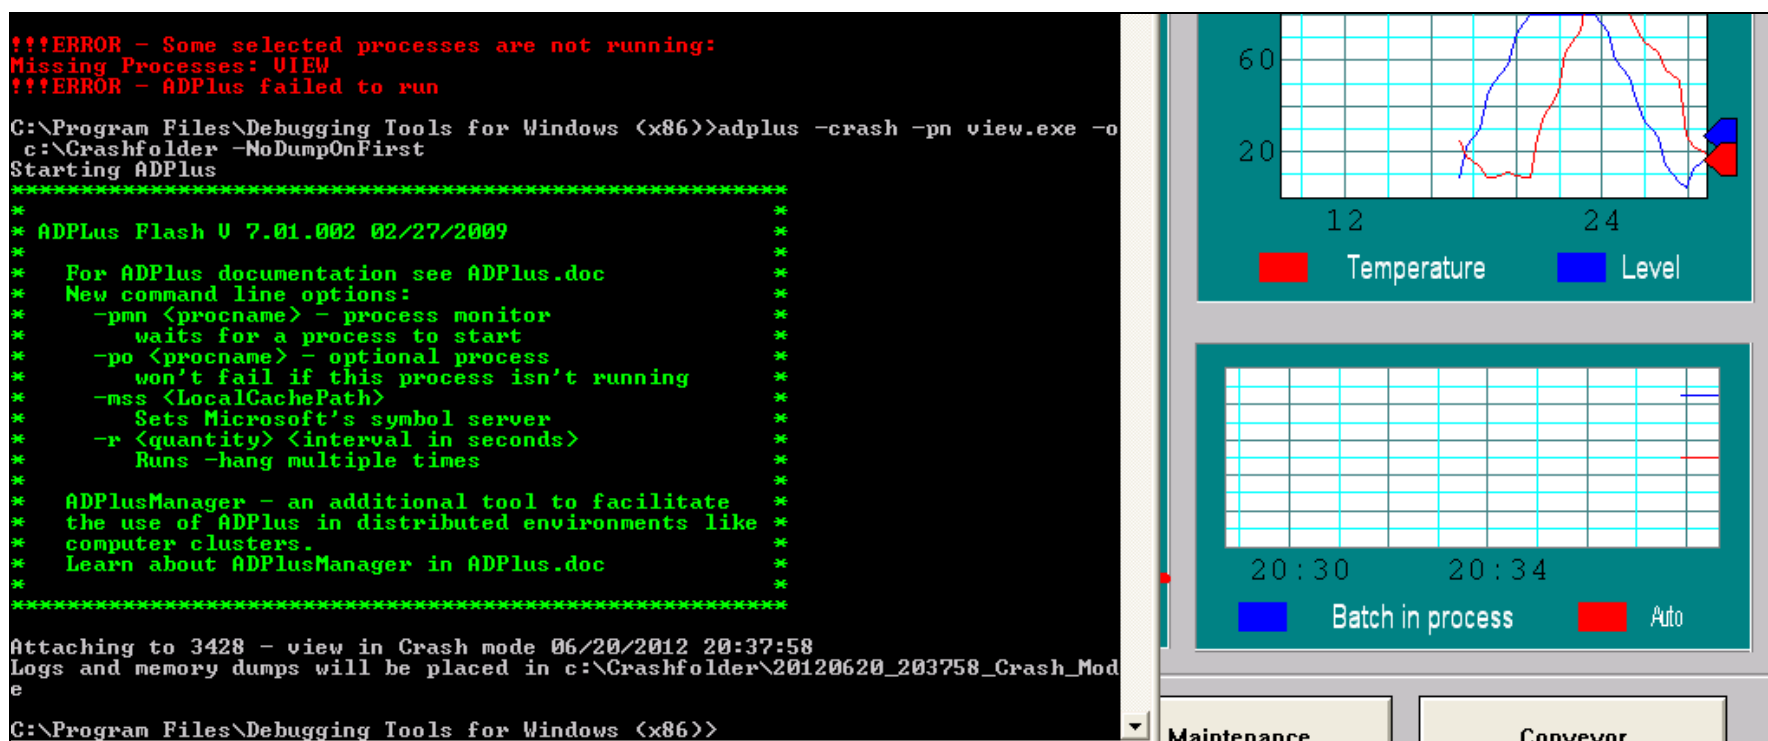 !!!ERROR - Some selected processes are not running:
Missing Processes: VIEW
!!!ERROR - ADPlus failed to run
C:\Program Files\Debugging Tools for Windows (x86)>adplus -crash -pn view.exe -o
 c:\Crashfolder -NoDumpOnFirst
Starting ADPlus
********************************************************
*                                                      *
* ADPLus Flash V 7.01.002 02/27/2009                   *
*                                                      *
*   For ADPlus documentation see ADPlus.doc            *
*   New command line options:                          *
*     -pmn <procname> - process monitor                *
*        waits for a process to start                  *
*     -po <procname> - optional process                *
*        won't fail if this process isn't running      *
*     -mss <LocalCachePath>                            *
*        Sets Microsoft's symbol server                *
*     -r <quantity> <interval in seconds>              *
*        Runs -hang multiple times                     *
*                                                      *
*   ADPlusManager - an additional tool to facilitate   *
*   the use of ADPlus in distributed environments like *
*   computer clusters.                                 *
*   Learn about ADPlusManager in ADPlus.doc            *
*                                                      *
********************************************************
Attaching to 3428 - view in Crash mode 06/20/2012 20:37:58
Logs and memory dumps will be placed in c:\Crashfolder\20120620_203758_Crash_Mod
e
C:\Program Files\Debugging Tools for Windows (x86)>
60
20
12 24
Temperature Level
20:30 20:34
Batch in process Auto
Maintenance Conveyor